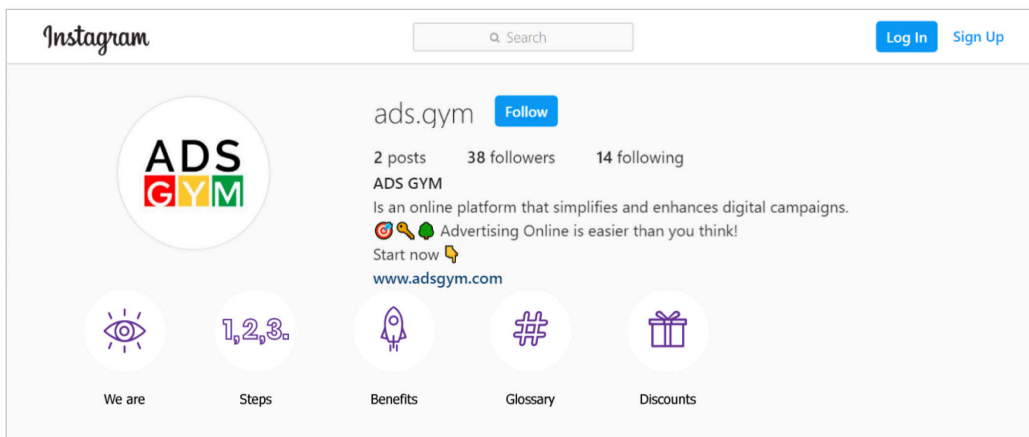 Instagram
Search
Log In
Sign Up
ADS
GYM
ads.gym
Follow
2 posts 38 followers 14 following
ADS GYM
Is an online platform that simplifies and enhances digital campaigns.
Advertising Online is easier than you think!
Start now
www.adsgym.com
1,2,3.
#
We are
Steps
Benefits
Glossary
Discounts